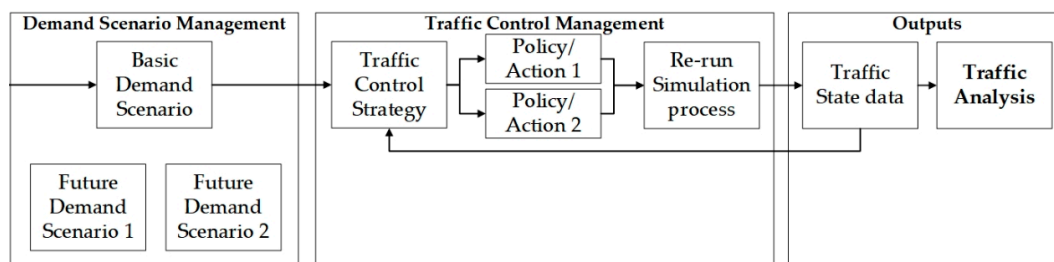 Demand Scenario Management
Basic
Demand
Scenario
Future
Demand
Scenario 1
Future
Demand
Scenario 2
Traffic Control Management
Traffic
Control
Strategy
Policy/
Action 1
Policy/
Action 2
Re-run
Simulation
process
Outputs
Traffic
State data
Traffic
Analysis